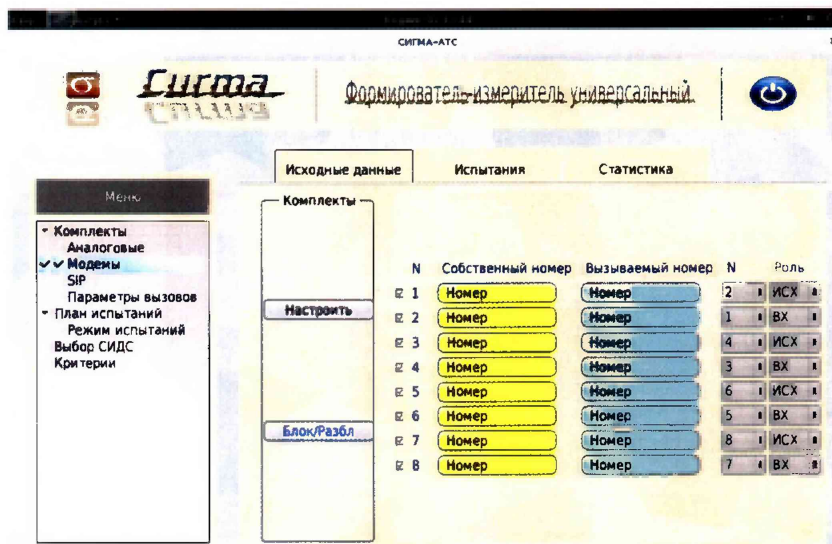 СИГМА-АТС
Сигма
Формирователь-измеритель универсальный
Исходные данные Испытания Статистика
Меню
Комплекты
Аналоговые
Модемы
SIP
Параметры вызовов
План испытаний
Режим испытаний
Выбор СИДС
Критерии
Комплекты
Настроить
Блок/Разбл
N Собственный номер Вызываемый номер N Роль
1 Номер Номер 2 ИСХ
2 Номер Номер 1 ВХ
3 Номер Номер 4 ИСХ
4 Номер Номер 3 ВХ
5 Номер Номер 6 ИСХ
6 Номер Номер 5 ВХ
7 Номер Номер 8 ИСХ
8 Номер Номер 7 ВХ